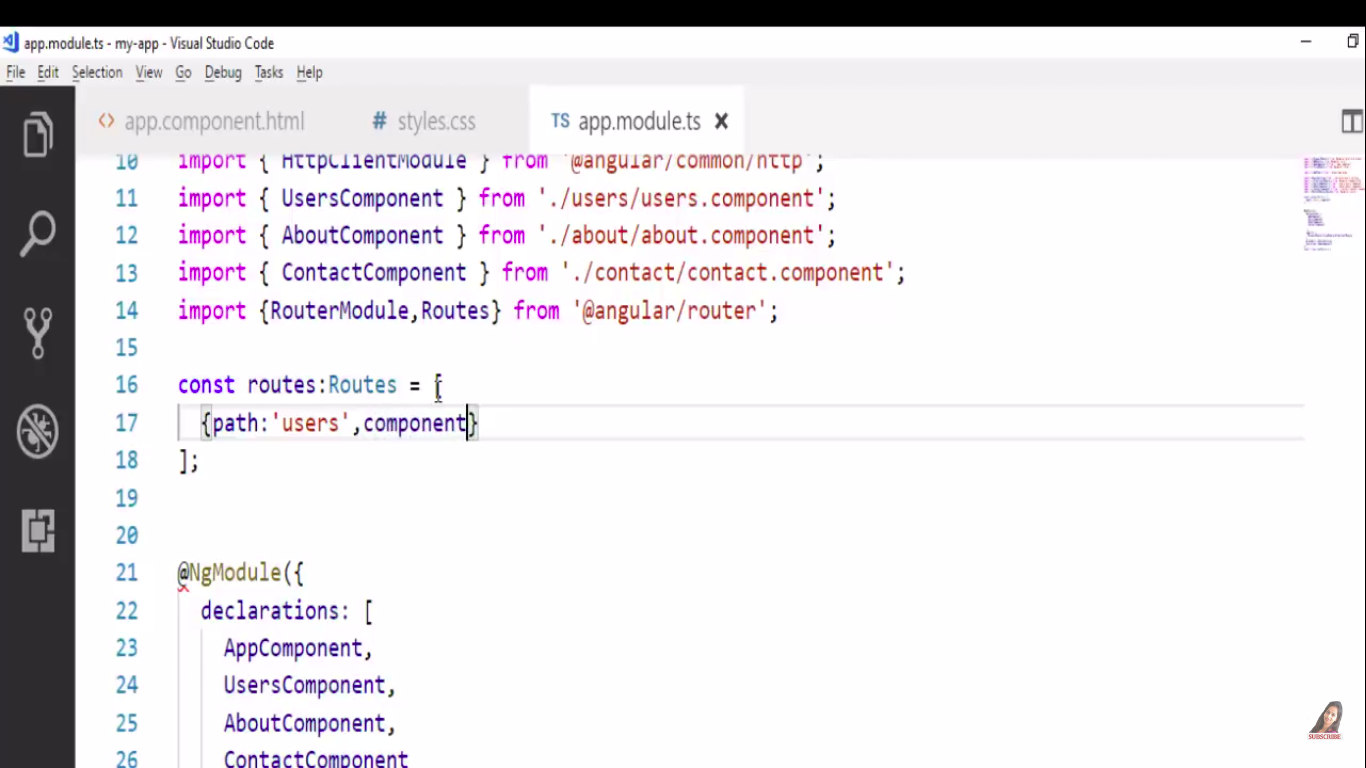 app.module.ts - my-app - Visual Studio Code
File Edit Selection View Go Debug Tasks Help
<> app.component.html # styles.css TS app.module.ts ×
10 import { HttpClientModule } from '@angular/common/http';
11 import { UsersComponent } from './users/users.component';
12 import { AboutComponent } from './about/about.component';
13 import { ContactComponent } from './contact/contact.component';
14 import {RouterModule,Routes} from '@angular/router';
15
16 const routes:Routes = [
17 {path:'users',component}
18 ];
19
20
21 @NgModule({
22 declarations: [
23 AppComponent,
24 UsersComponent,
25 AboutComponent,
26 ContactComponent
SUBSCRIBE